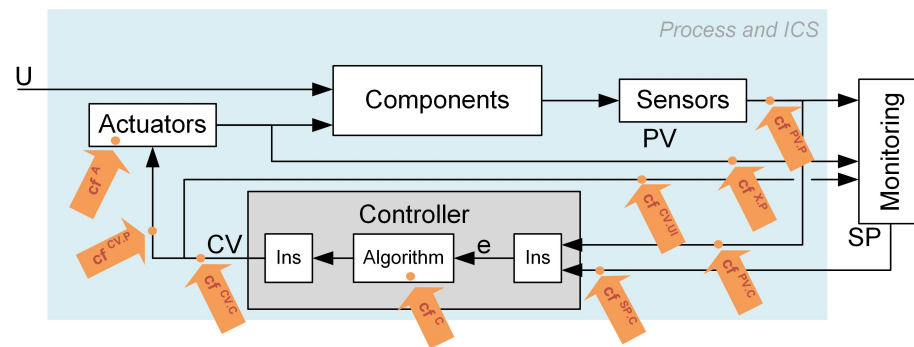 Process and ICS
U
Components
Sensors
Actuators
PV
Monitoring
cf PV.P
cf A
cf X.P
cf CV.UI
Controller
cf CV.P
CV
Ins
Algorithm
e
Ins
SP
cf CV.C
cf C
cf SP.C
cf PV.C